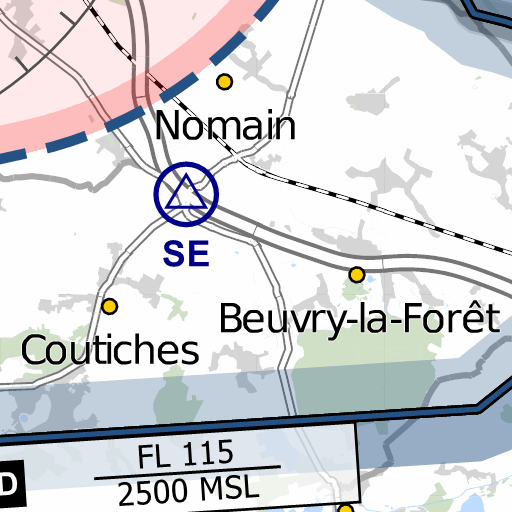 Nomain
SE
Beuvry-la-Forêt
Coutiches
D
FL 115
2500 MSL